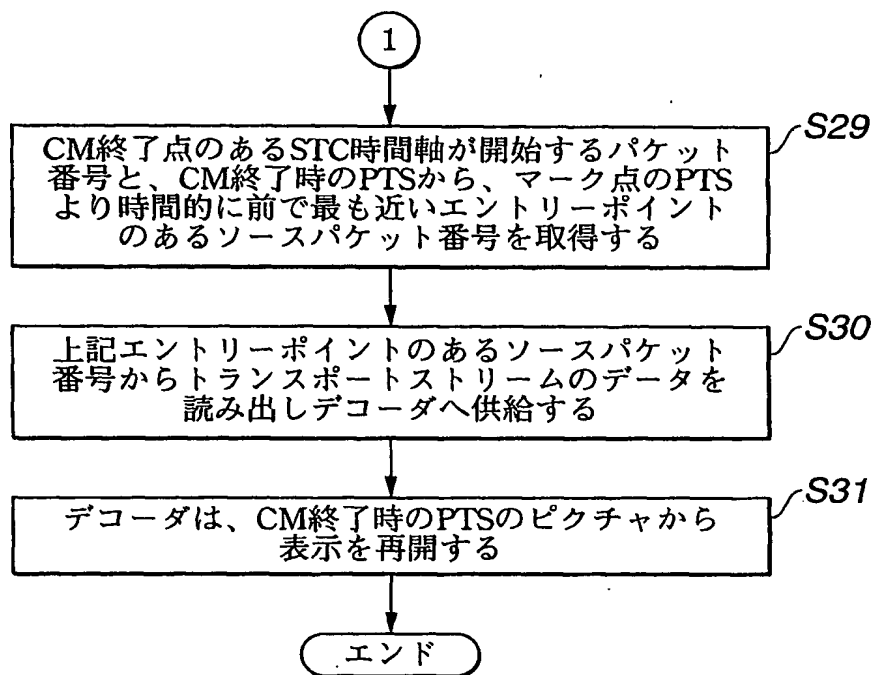 1
S29
CM終了点のあるSTC時間軸が開始するパケット
番号と、CM終了時のPTSから、マーク点のPTS
より時間的に前で最も近いエントリーポイント
のあるソースパケット番号を取得する
S30
上記エントリーポイントのあるソースパケット
番号からトランスポートストリームのデータを
読み出しデコーダへ供給する
S31
デコーダは、CM終了時のPTSのピクチャから
表示を再開する
エンド